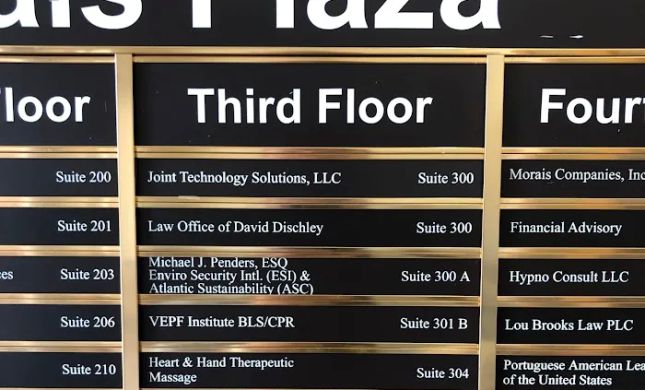 Plaza
Third Floor
Suite 200
Suite 201
Suite 203
Suite 206
Suite 210
Joint Technology Solutions, LLC Suite 300
Law Office of David Dischley Suite 300
Michael J. Penders, ESQ
Enviro Security Intl. (ESI) & Suite 300 A
Atlantic Sustainability (ASC)
VEPF Institute BLS/CPR Suite 301 B
Heart & Hand Therapeutic
Massage Suite 304
Morais Companies, Inc
Financial Advisory
Hypno Consult LLC
Lou Brooks Law PLC
Portuguese American Lea
of the United States